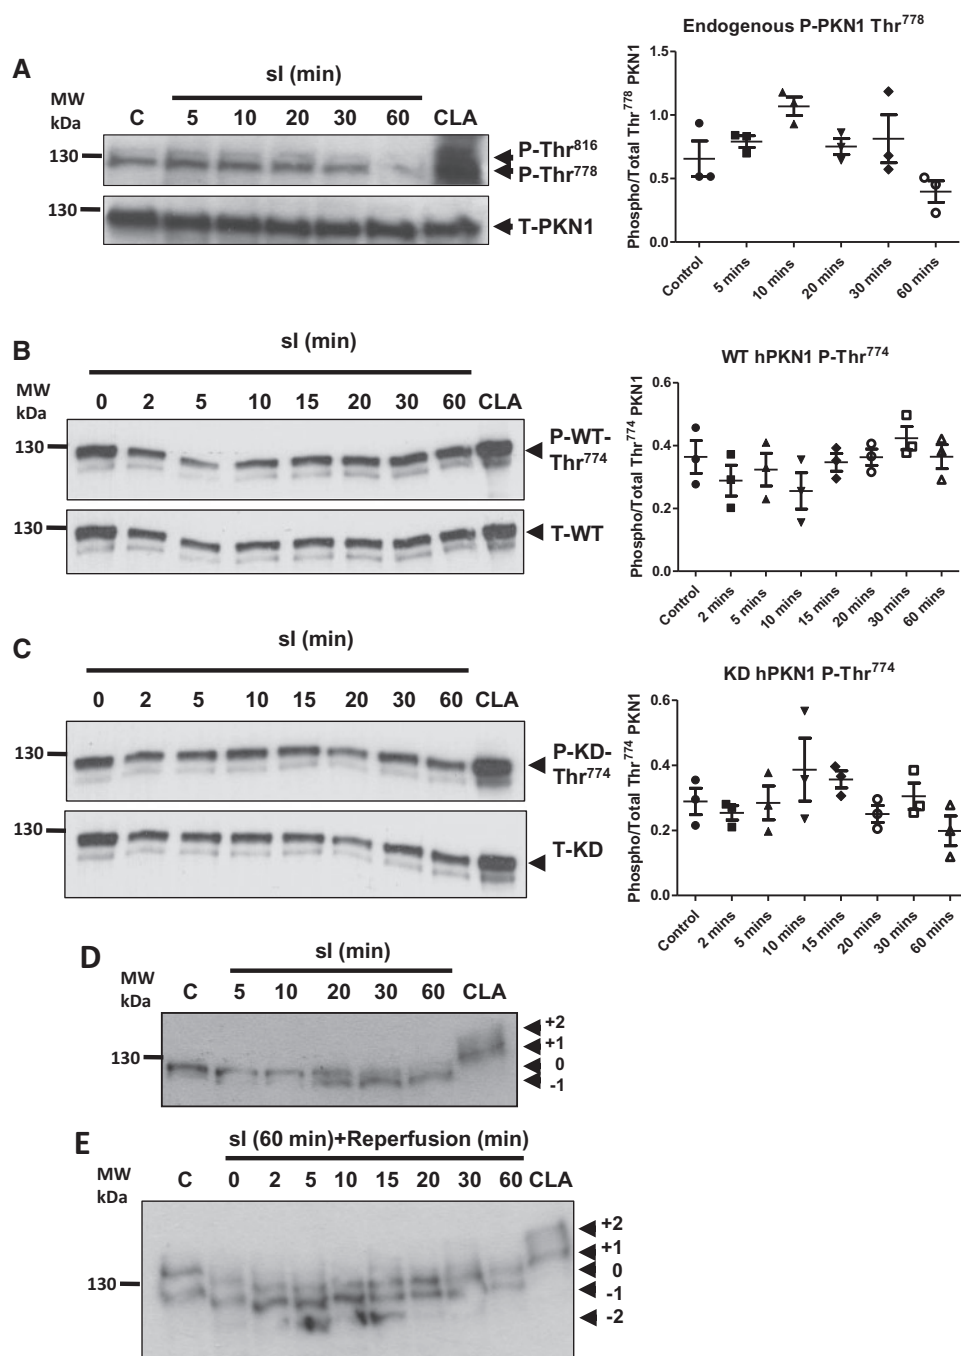 A
sI (min)
MW
kDa
C 5 10 20 30 60 CLA
130
P-Thr816
P-Thr778
130
T-PKN1
Endogenous P-PKN1 Thr778
Phospho/Total Thr778 PKN1
1.5
1.0
0.5
0.0
Control 5 mins 10 mins 20 mins 30 mins 60 mins
B
sI (min)
MW
kDa
0 2 5 10 15 20 30 60 CLA
130
P-WT-
Thr774
130
T-WT
WT hPKN1 P-Thr774
Phospho/Total Thr774 PKN1
0.6
0.4
0.2
0.0
Control 2 mins 5 mins 10 mins 15 mins 20 mins 30 mins 60 mins
C
sI (min)
MW
kDa
0 2 5 10 15 20 30 60 CLA
130
P-KD-
Thr774
130
T-KD
KD hPKN1 P-Thr774
Phospho/Total Thr774 PKN1
0.6
0.4
0.2
0.0
Control 2 mins 5 mins 10 mins 15 mins 20 mins 30 mins 60 mins
D
sI (min)
MW
kDa
C 5 10 20 30 60 CLA
130
+2
+1
0
-1
E
sI (60 min)+Reperfusion (min)
MW
kDa
C 0 2 5 10 15 20 30 60 CLA
130
+2
+1
0
-1
-2